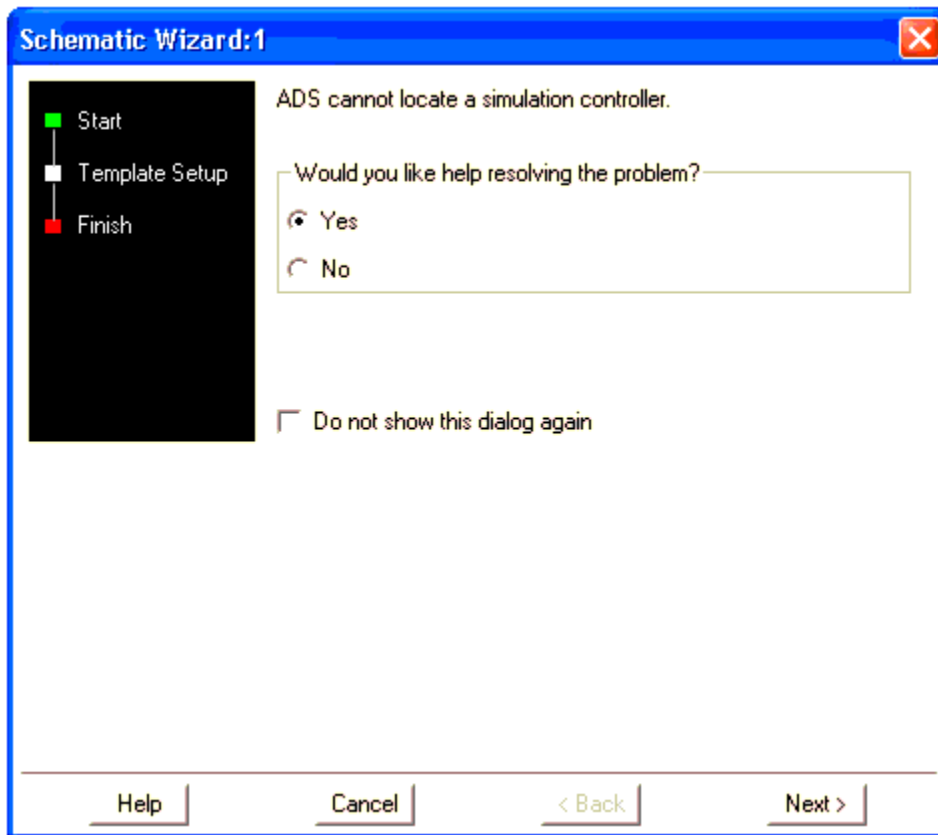 Schematic Wizard:1
Start
Template Setup
Finish
ADS cannot locate a simulation controller.
Would you like help resolving the problem?
Yes
No
Do not show this dialog again
Help
Cancel
< Back
Next >